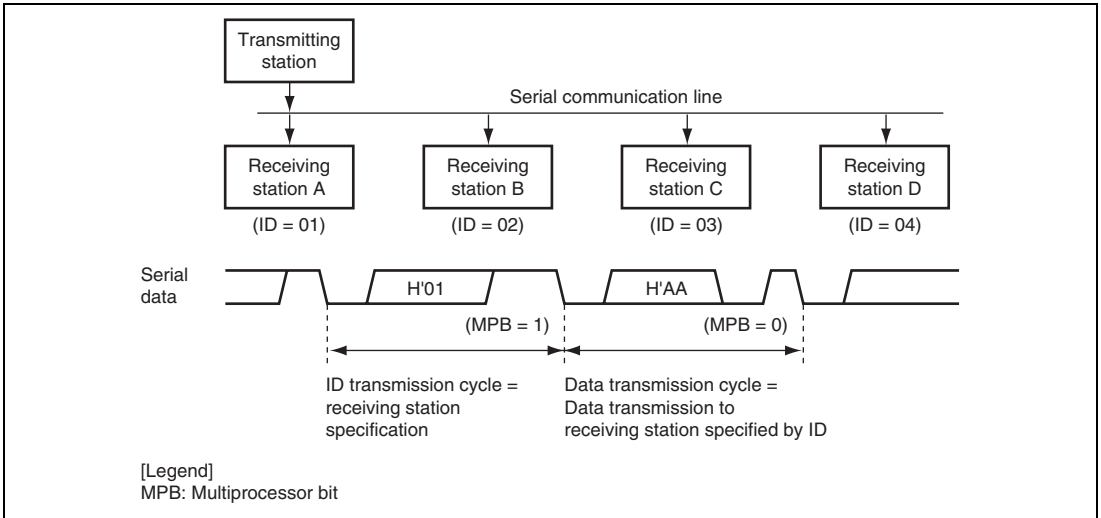 Transmitting
station
Serial communication line
Receiving
station A
Receiving
station B
Receiving
station C
Receiving
station D
(ID = 01)
(ID = 02)
(ID = 03)
(ID = 04)
Serial
data
H'01
H'AA
(MPB = 1)
(MPB = 0)
ID transmission cycle =
receiving station
specification
Data transmission cycle =
Data transmission to
receiving station specified by ID
[Legend]
MPB: Multiprocessor bit